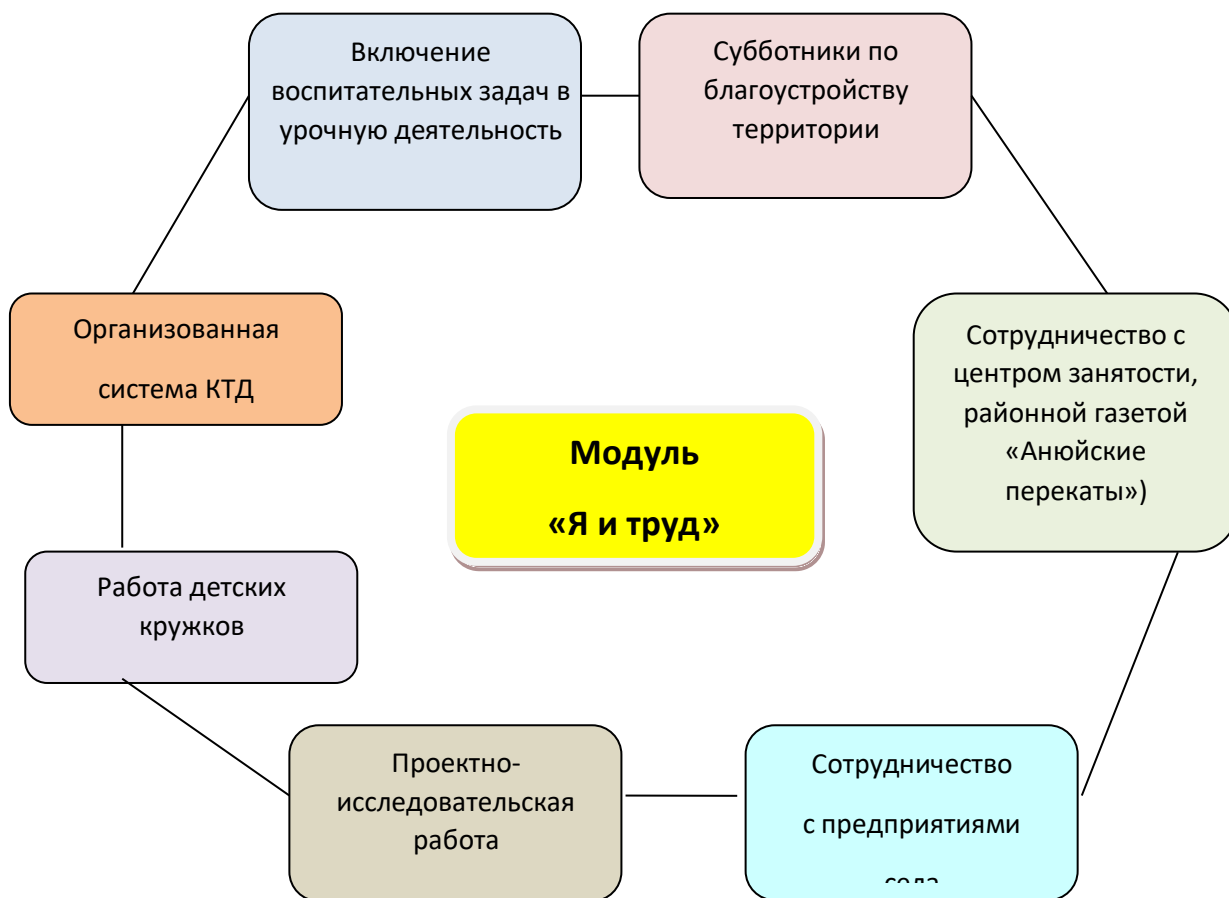 Включение
воспитательных задач в
урочную деятельность
Субботники по
благоустройству
территории
Организованная
система КТД
Сотрудничество с
центром занятости,
районной газетой
«Анюйские
перекаты»)
Модуль
«Я и труд»
Работа детских
кружков
Проектно-
исследовательская
работа
Сотрудничество
с предприятиями
села